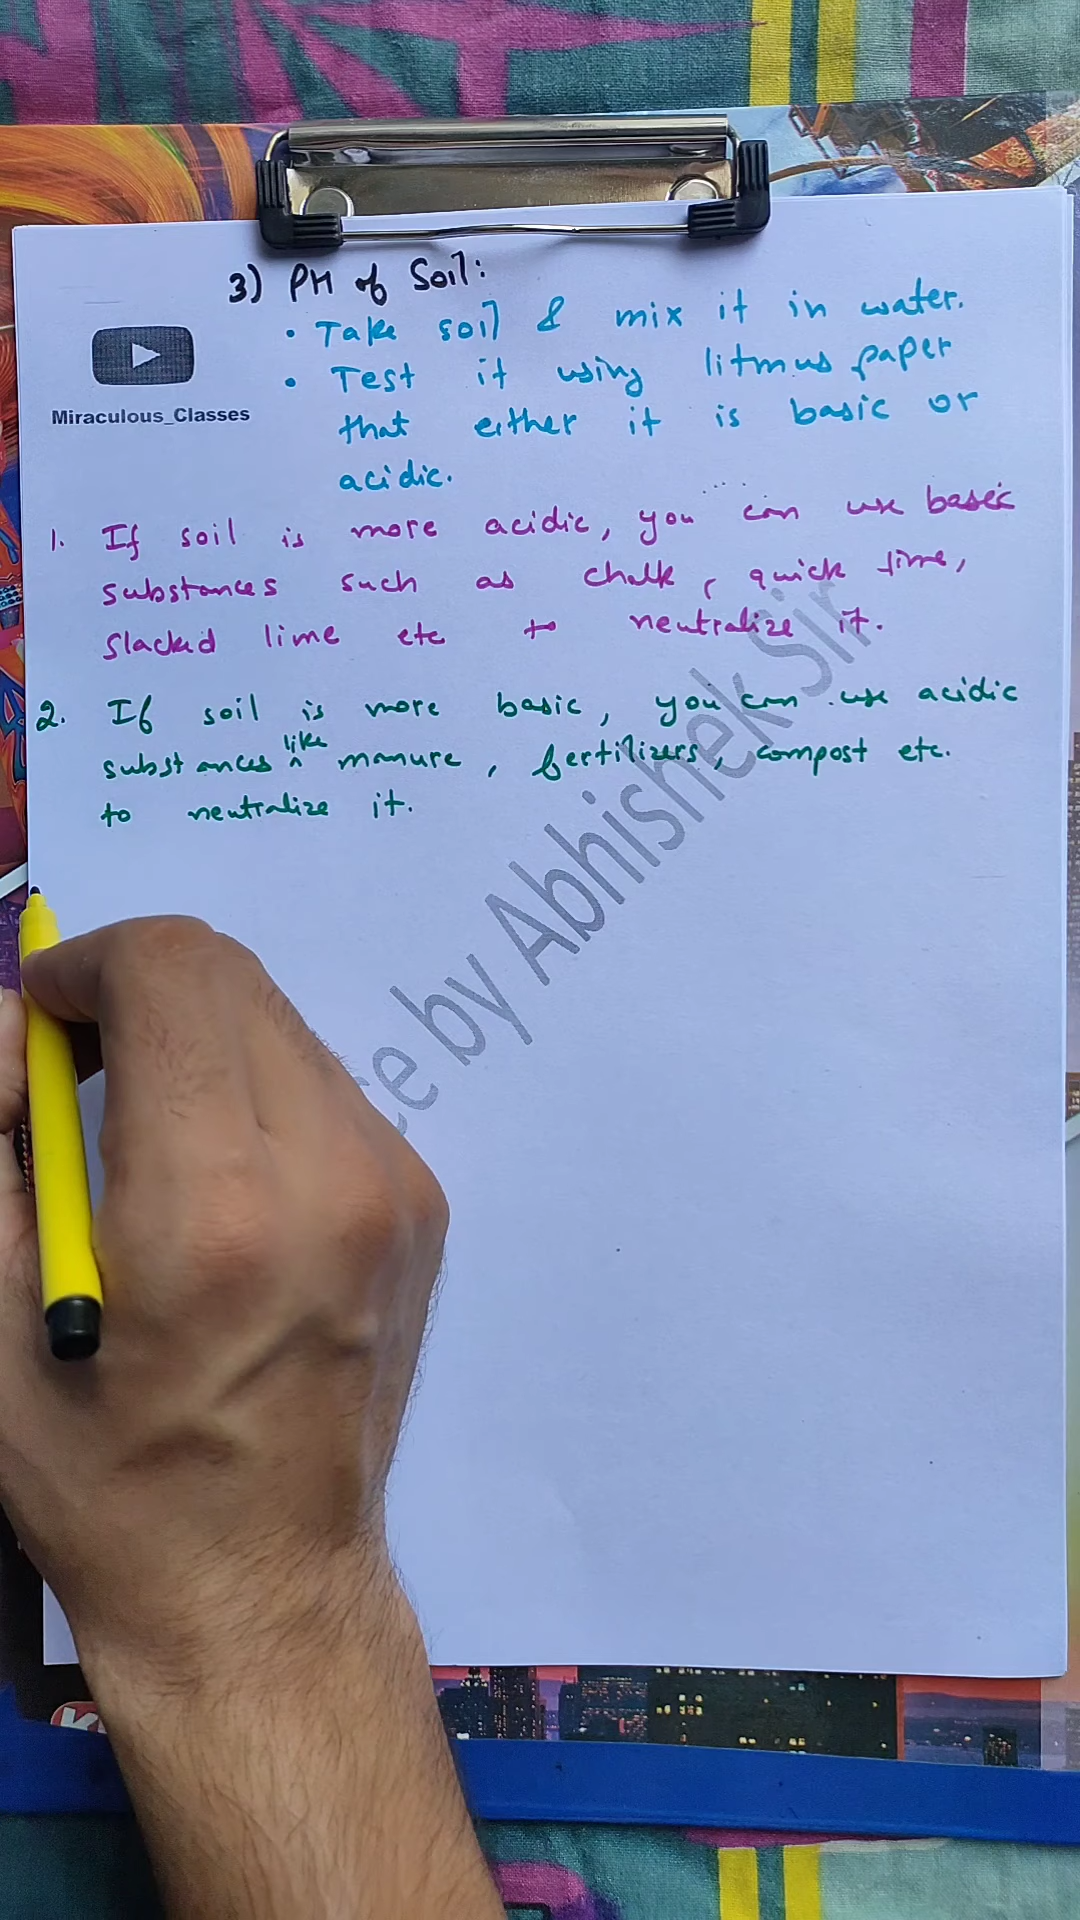 3) PH of Soil:
• Take soil & mix it in water.
• Test it using litmus paper
that either it is basic or
acidic.
Miraculous_Classes
1. If soil is more acidic, you can use basic
substances such as chalk, quick lime,
Slacked lime etc to neutralize it.
2. If soil is more basic, you can use acidic
substances like manure, fertilizers, compost etc.
to neutralize it.
by Abhishek Sir